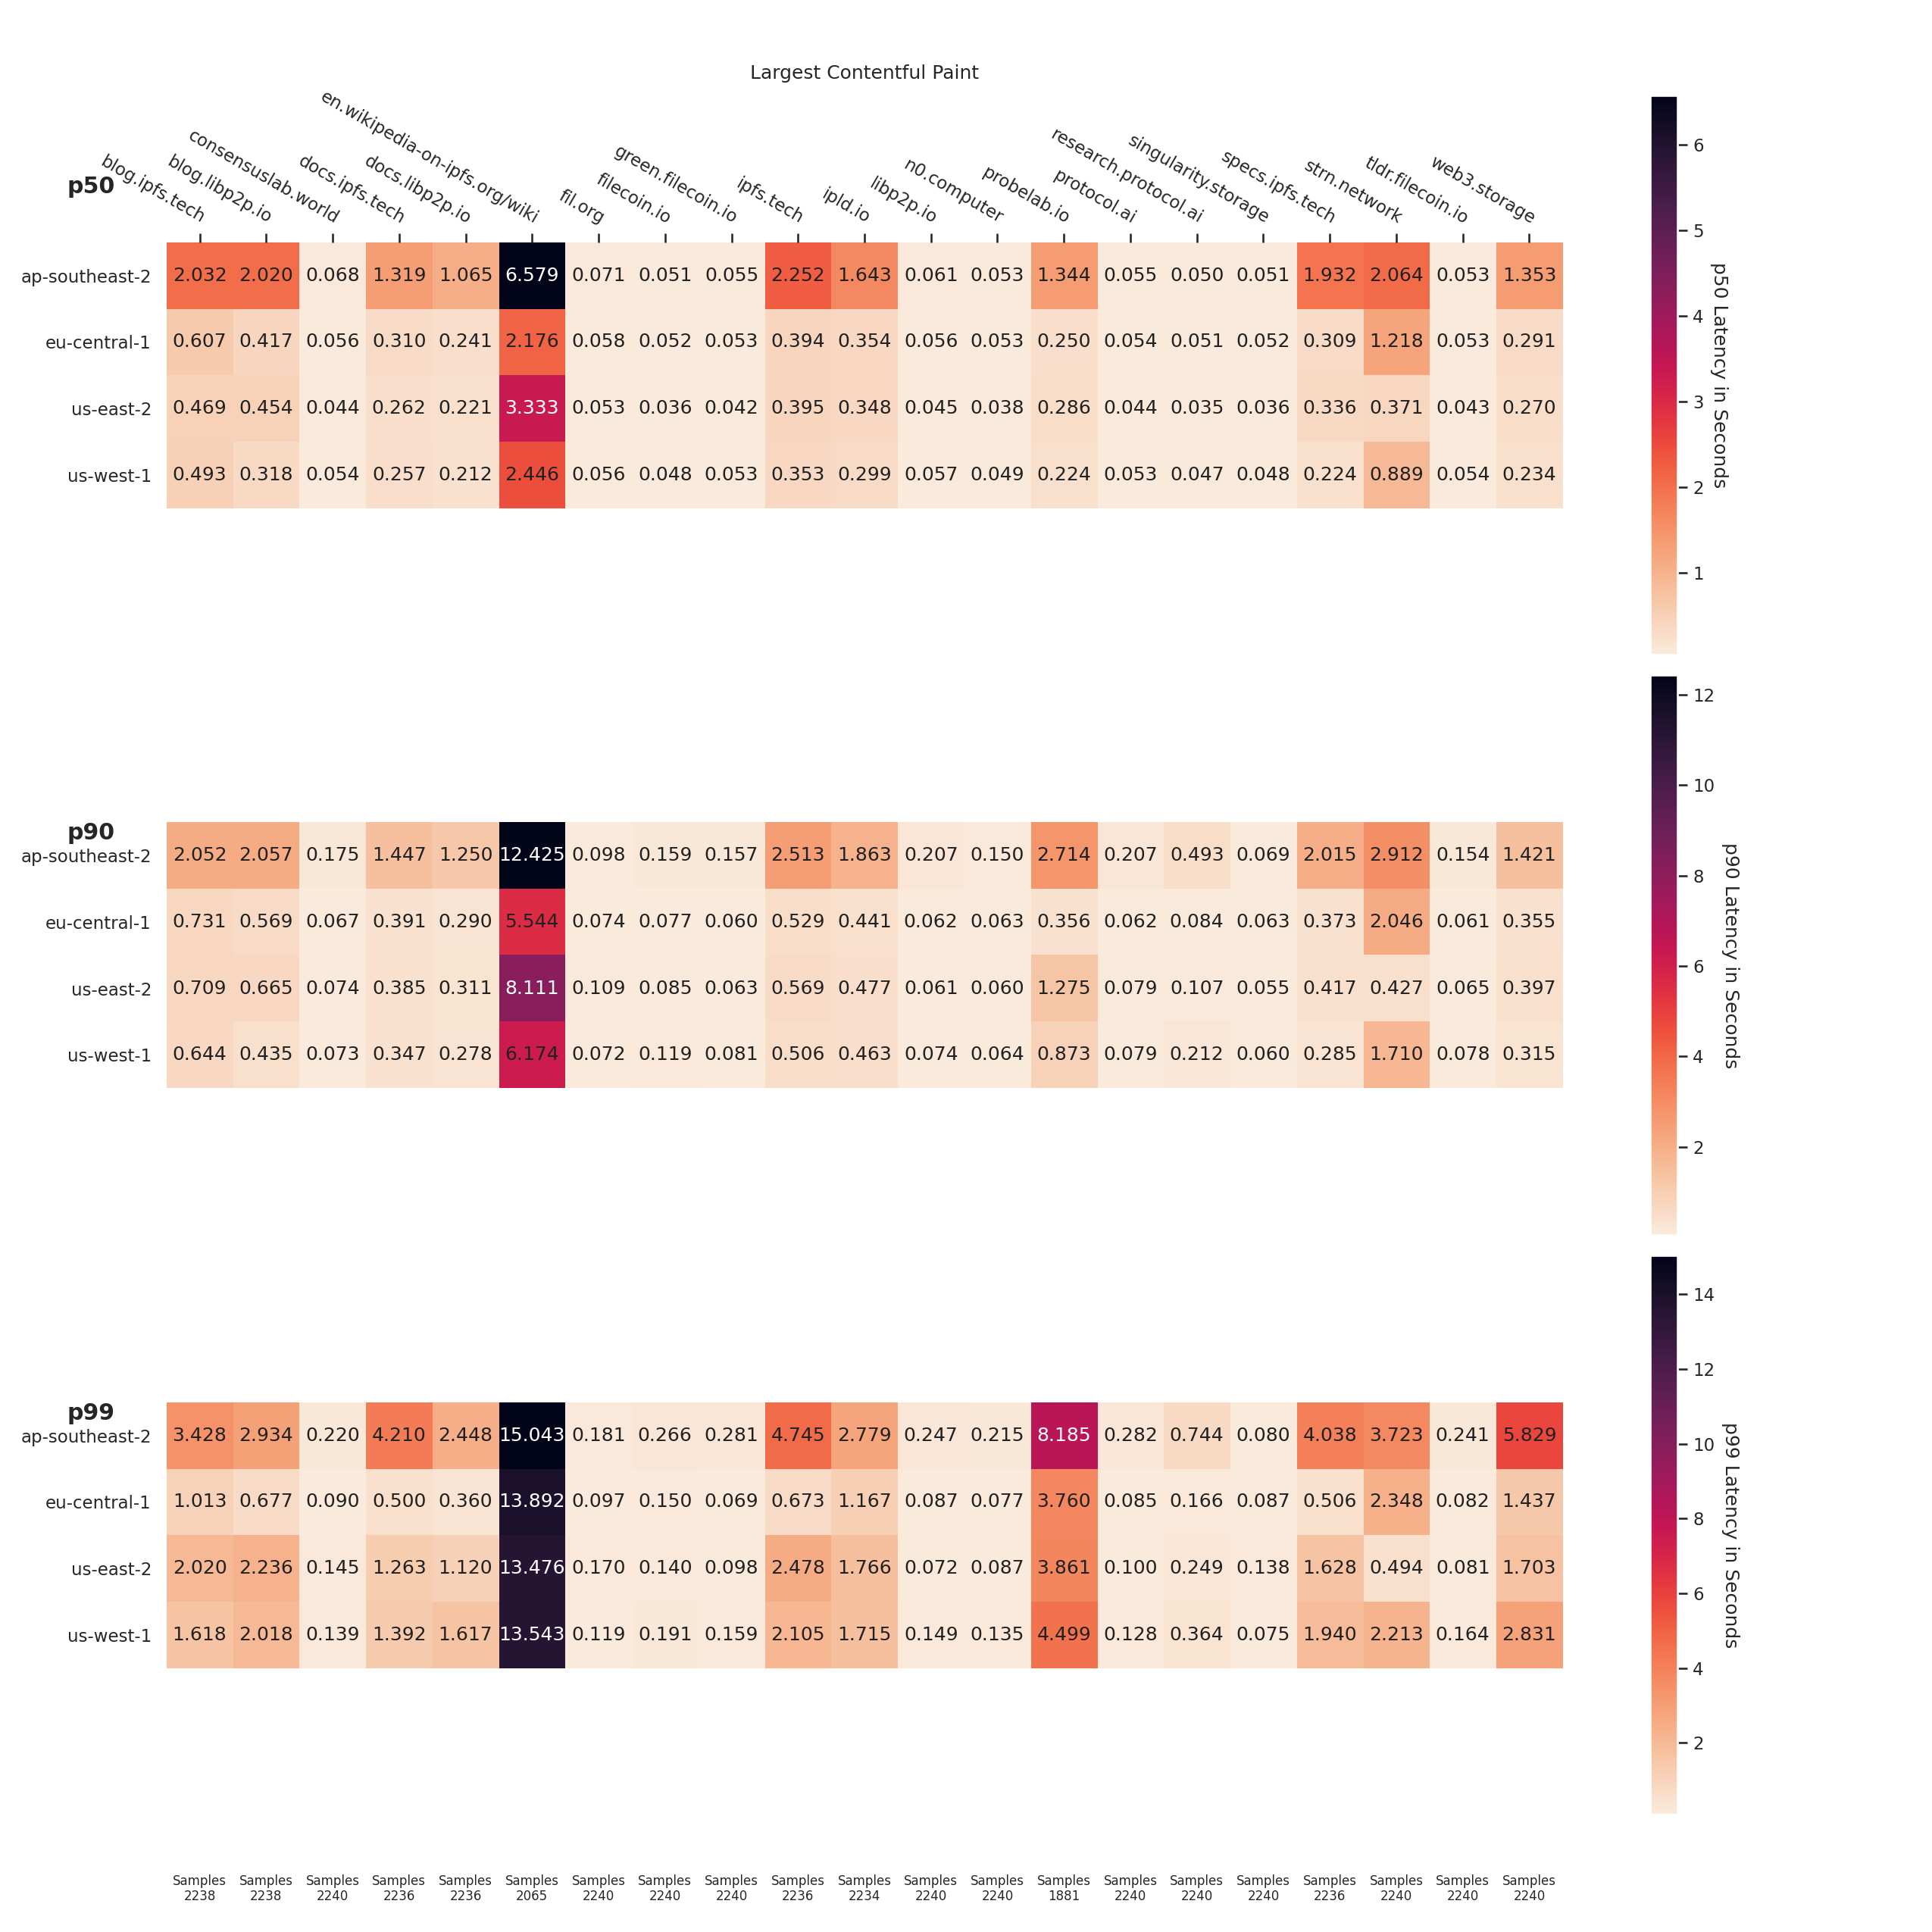 Largest Contentful Paint
p50
blog.ipfs.tech
blog.libp2p.io
consensuslab.world
docs.ipfs.tech
docs.libp2p.io
en.wikipedia-on-ipfs.org/wiki
fil.org
filecoin.io
green.filecoin.io
ipfs.tech
ipld.io
libp2p.io
n0.computer
probelab.io
protocol.ai
research.protocol.ai
singularity.storage
specs.ipfs.tech
strn.network
tldr.filecoin.io
web3.storage
ap-southeast-2 2.032 2.020 0.068 1.319 1.065 6.579 0.071 0.051 0.055 2.252 1.643 0.061 0.053 1.344 0.055 0.050 0.051 1.932 2.064 0.053 1.353
eu-central-1 0.607 0.417 0.056 0.310 0.241 2.176 0.058 0.052 0.053 0.394 0.354 0.056 0.053 0.250 0.054 0.051 0.052 0.309 1.218 0.053 0.291
us-east-2 0.469 0.454 0.044 0.262 0.221 3.333 0.053 0.036 0.042 0.395 0.348 0.045 0.038 0.286 0.044 0.035 0.036 0.336 0.371 0.043 0.270
us-west-1 0.493 0.318 0.054 0.257 0.212 2.446 0.056 0.048 0.053 0.353 0.299 0.057 0.049 0.224 0.053 0.047 0.048 0.224 0.889 0.054 0.234
6
5
4
3
2
1
p50 Latency in Seconds
p90
ap-southeast-2 2.052 2.057 0.175 1.447 1.250 12.425 0.098 0.159 0.157 2.513 1.863 0.207 0.150 2.714 0.207 0.493 0.069 2.015 2.912 0.154 1.421
eu-central-1 0.731 0.569 0.067 0.391 0.290 5.544 0.074 0.077 0.060 0.529 0.441 0.062 0.063 0.356 0.062 0.084 0.063 0.373 2.046 0.061 0.355
us-east-2 0.709 0.665 0.074 0.385 0.311 8.111 0.109 0.085 0.063 0.569 0.477 0.061 0.060 1.275 0.079 0.107 0.055 0.417 0.427 0.065 0.397
us-west-1 0.644 0.435 0.073 0.347 0.278 6.174 0.072 0.119 0.081 0.506 0.463 0.074 0.064 0.873 0.079 0.212 0.060 0.285 1.710 0.078 0.315
12
10
8
6
4
2
p90 Latency in Seconds
p99
ap-southeast-2 3.428 2.934 0.220 4.210 2.448 15.043 0.181 0.266 0.281 4.745 2.779 0.247 0.215 8.185 0.282 0.744 0.080 4.038 3.723 0.241 5.829
eu-central-1 1.013 0.677 0.090 0.500 0.360 13.892 0.097 0.150 0.069 0.673 1.167 0.087 0.077 3.760 0.085 0.166 0.087 0.506 2.348 0.082 1.437
us-east-2 2.020 2.236 0.145 1.263 1.120 13.476 0.170 0.140 0.098 2.478 1.766 0.072 0.087 3.861 0.100 0.249 0.138 1.628 0.494 0.081 1.703
us-west-1 1.618 2.018 0.139 1.392 1.617 13.543 0.119 0.191 0.159 2.105 1.715 0.149 0.135 4.499 0.128 0.364 0.075 1.940 2.213 0.164 2.831
14
12
10
8
6
4
2
p99 Latency in Seconds
Samples Samples Samples Samples Samples Samples Samples Samples Samples Samples Samples Samples Samples Samples Samples Samples Samples Samples Samples Samples Samples
2238 2238 2240 2236 2236 2065 2240 2240 2240 2236 2234 2240 2240 1881 2240 2240 2240 2236 2240 2240 2240